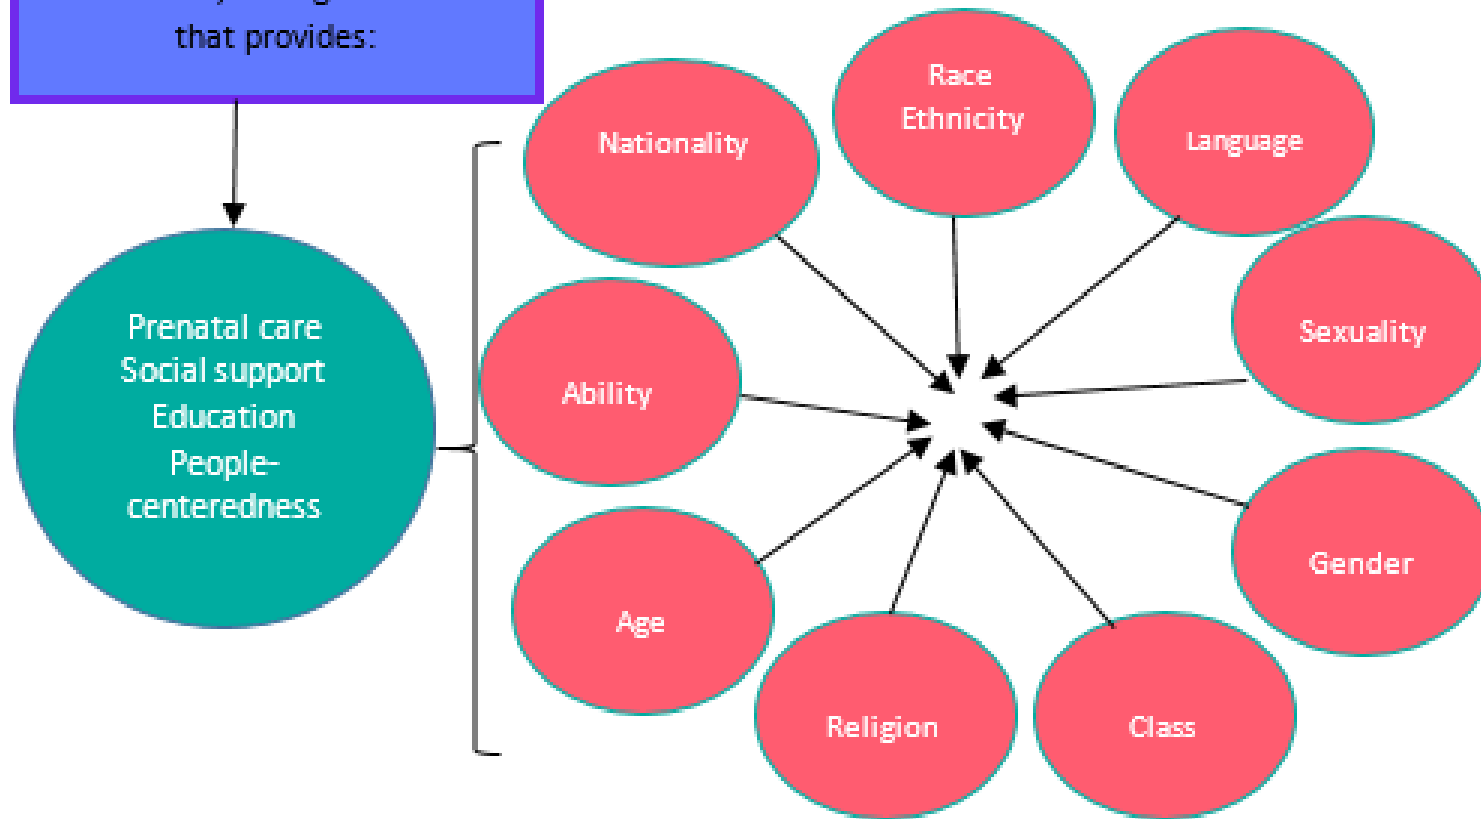 that provides:
Race
Ethnicity
Nationality
Language
Sexuality
Prenatal care
Social support
Education
People-
centeredness
Ability
Gender
Age
Religion
Class